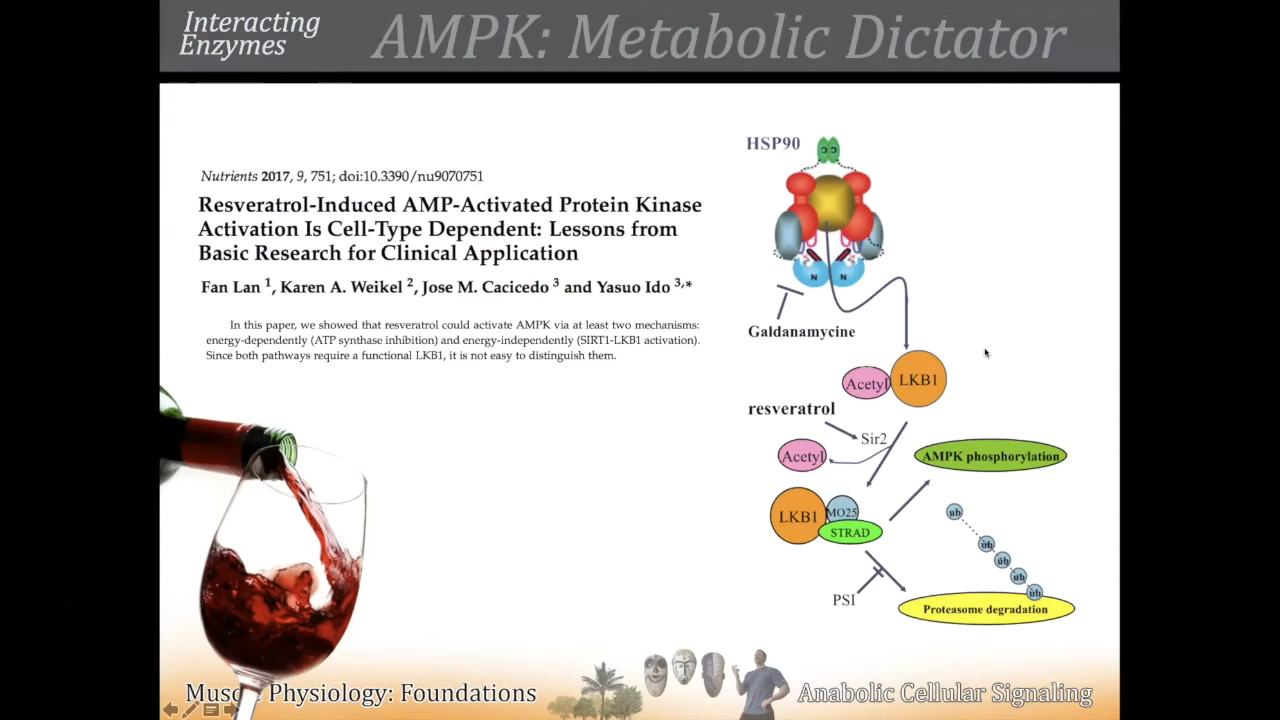 Interacting
Enzymes
AMPK: Metabolic Dictator
Nutrients 2017, 9, 751; doi:10.3390/nu9070751
Resveratrol-Induced AMP-Activated Protein Kinase
Activation Is Cell-Type Dependent: Lessons from
Basic Research for Clinical Application
Fan Lan 1, Karen A. Weikel 2, Jose M. Cacicedo 3 and Yasuo Ido 3,*
In this paper, we showed that resveratrol could activate AMPK via at least two mechanisms:
energy-dependently (ATP synthase inhibition) and energy-independently (SIRT1-LKB1 activation).
Since both pathways require a functional LKB1, it is not easy to distinguish them.
HSP90
N N
Galdanamycine
Acetyl LKB1
resveratrol
Sir2
Acetyl
AMPK phosphorylation
LKB1 MO25
STRAD
ub
ub
ub
ub
ub
PSI
Proteasome degradation
Muscle Physiology: Foundations
Anabolic Cellular Signaling